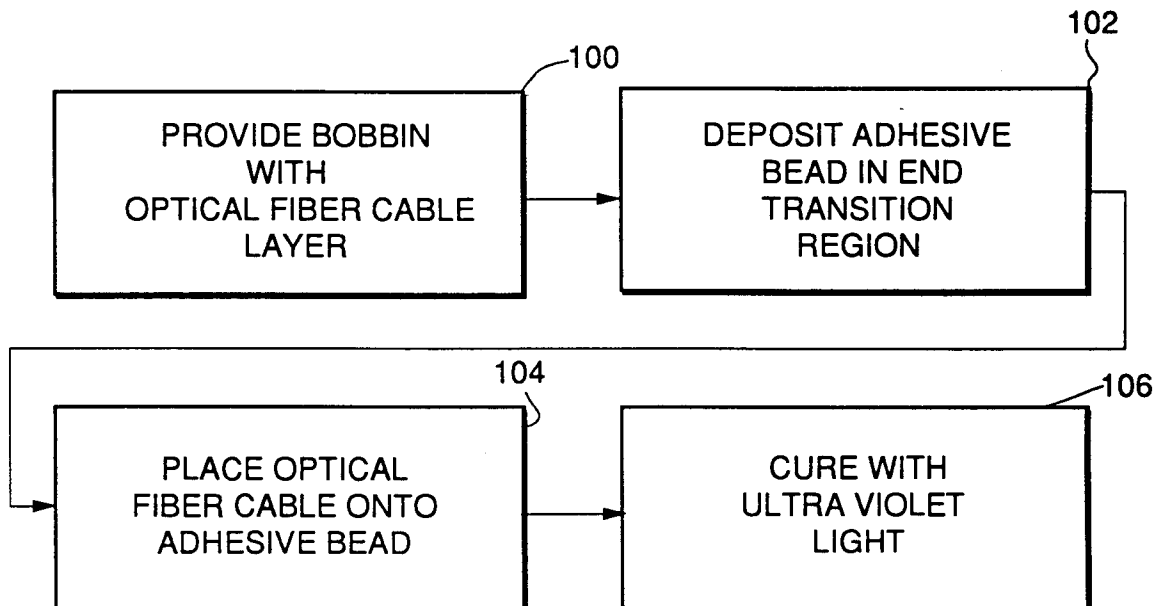 100
PROVIDE BOBBIN
WITH
OPTICAL FIBER CABLE
LAYER
102
DEPOSIT ADHESIVE
BEAD IN END
TRANSITION
REGION
104
PLACE OPTICAL
FIBER CABLE ONTO
ADHESIVE BEAD
106
CURE WITH
ULTRA VIOLET
LIGHT